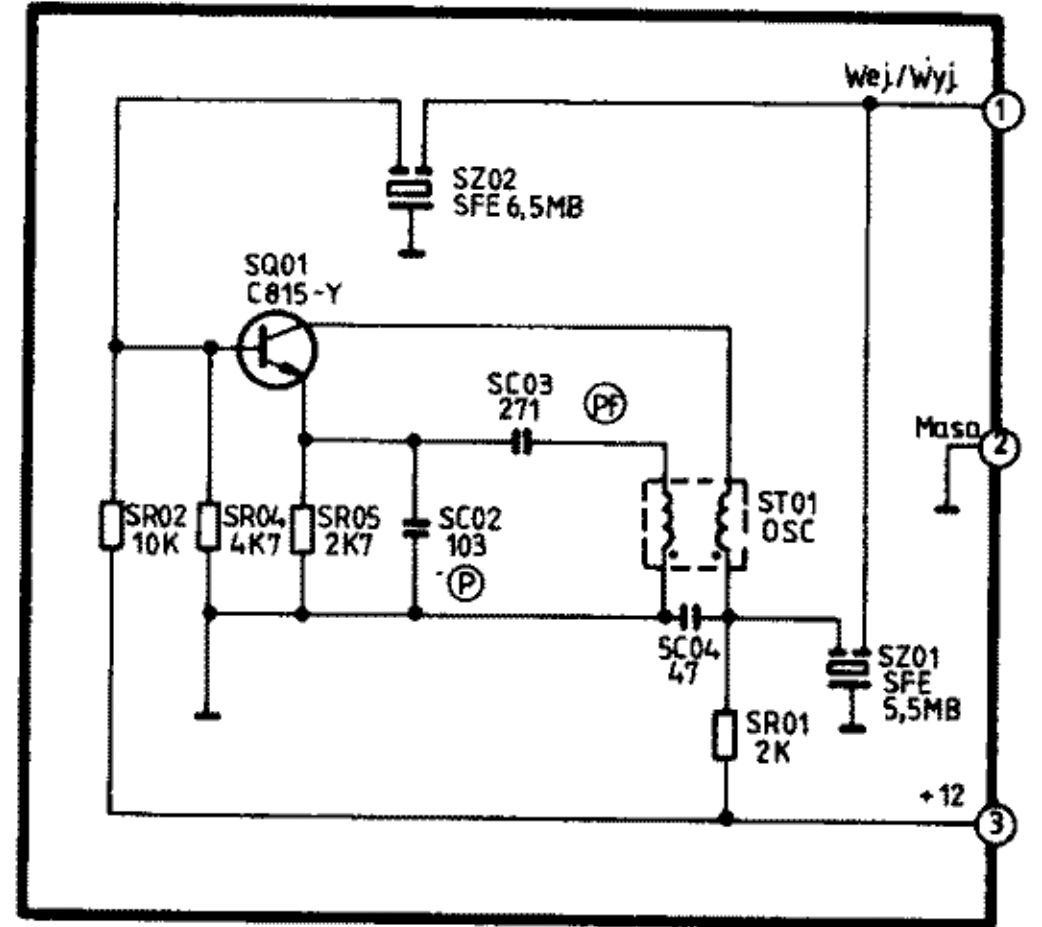 Wej./Wyj.
1
SZ02
SFE 6,5MB
SQ01
C815-Y
SC03
271
Pf
Masa
2
SR02
10K
SR04
4K7
SR05
2K7
SC02
103
P
ST01
OSC
SC04
47
SZ01
SFE
5,5MB
SR01
2K
+12
3